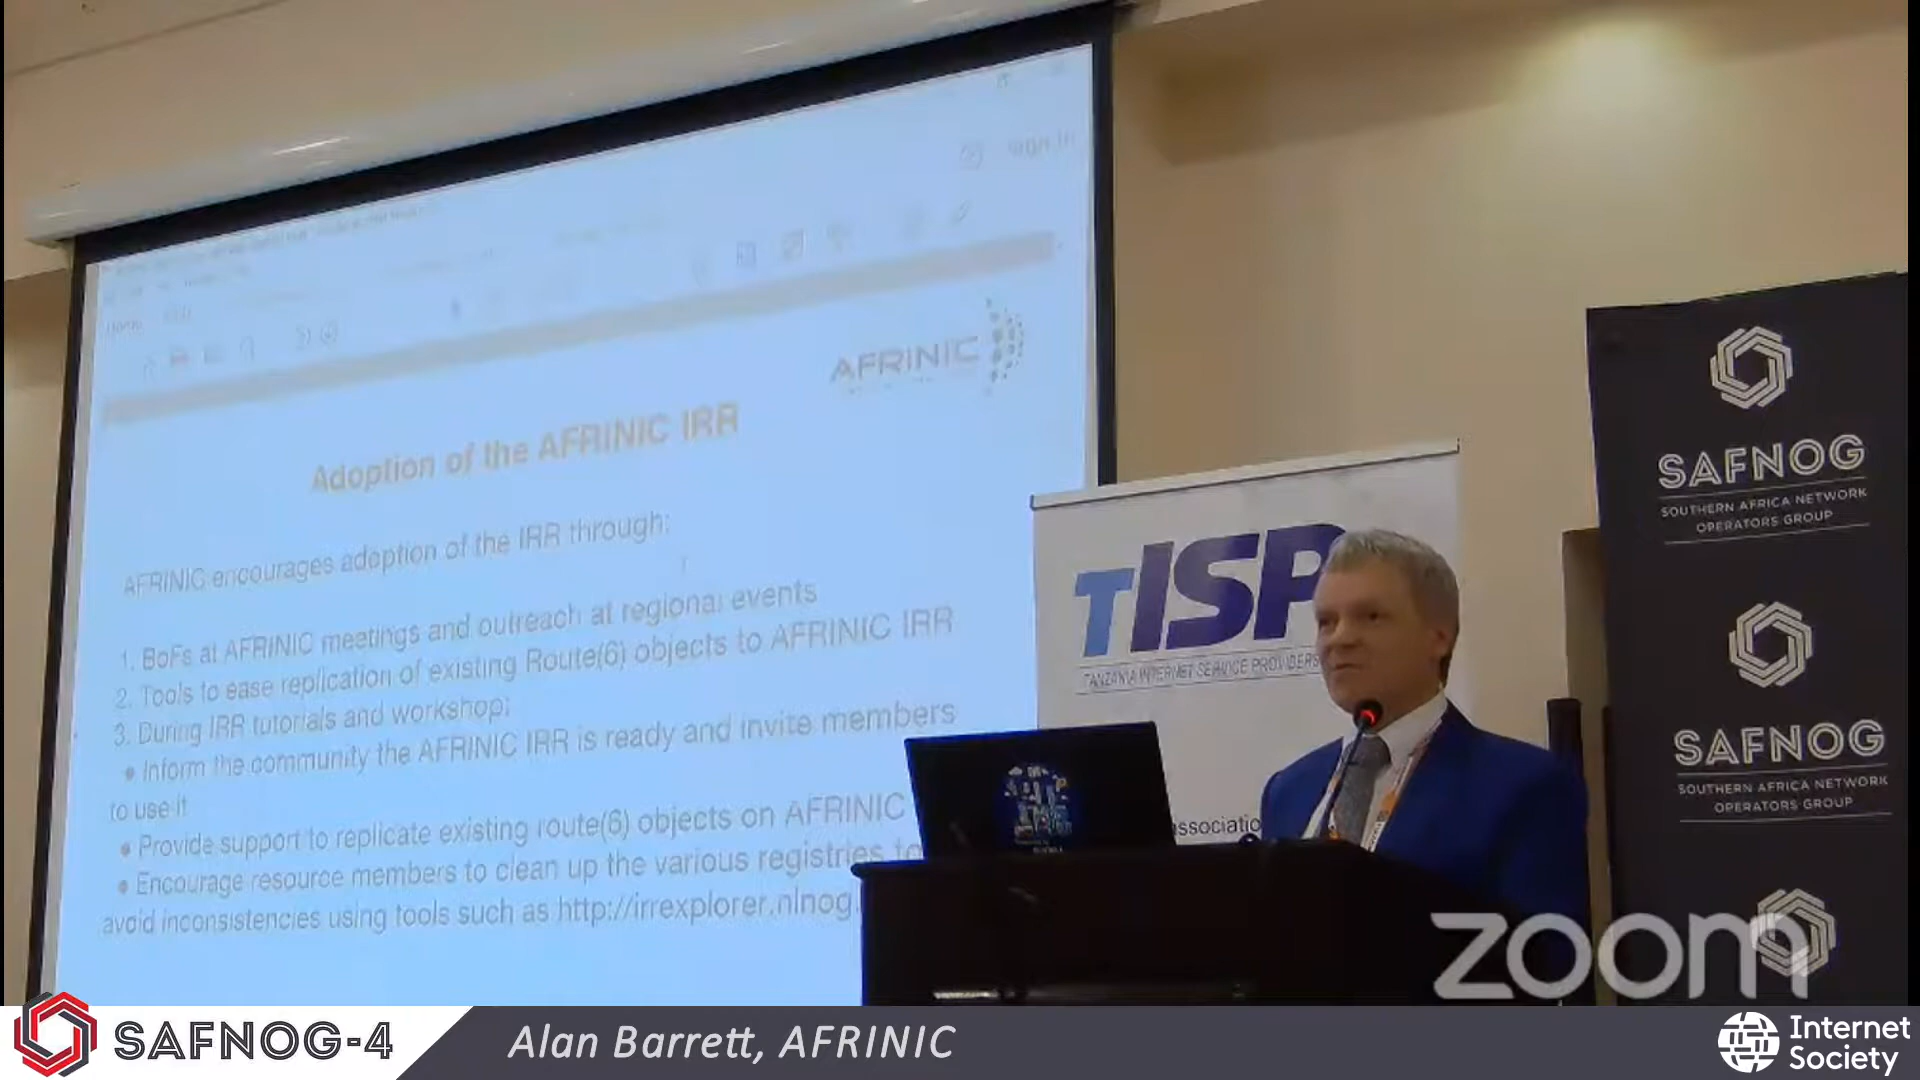 Sign In
AFRINIC
Adoption of the AFRINIC IRR
AFRINIC encourages adoption of the IRR through:
1. BoFs at AFRINIC meetings and outreach at regional events
2. Tools to ease replication of existing Route(6) objects to AFRINIC IRR
3. During IRR tutorials and workshop;
• Inform the community the AFRINIC IRR is ready and invite members
to use it
• Provide support to replicate existing route(6) objects on AFRINIC
• Encourage resource members to clean up the various registries to
avoid inconsistencies using tools such as http://irrexplorer.nlnog.
TISP
TANZANIA INTERNET SERVICE PROVIDERS
ssociatio
SAFNOG
SOUTHERN AFRICA NETWORK
OPERATORS GROUP
SAFNOG
SOUTHERN AFRICA NETWORK
OPERATORS GROUP
zoom
SAFNOG-4
Alan Barrett, AFRINIC
Internet
Society